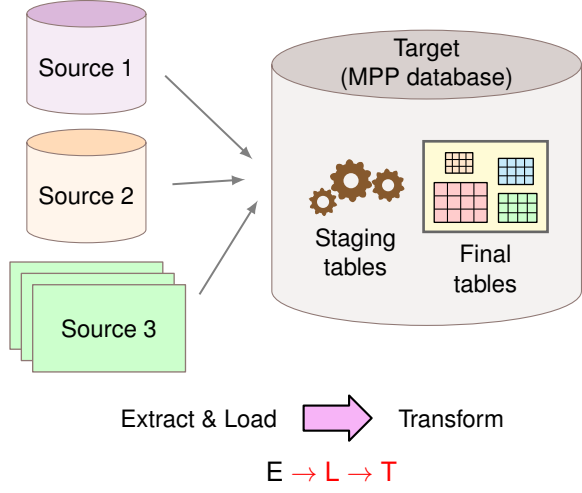 Source 1
Source 2
Source 3
Target
(MPP database)
Staging
tables
Final
tables
Extract & Load
Transform
E → L → T